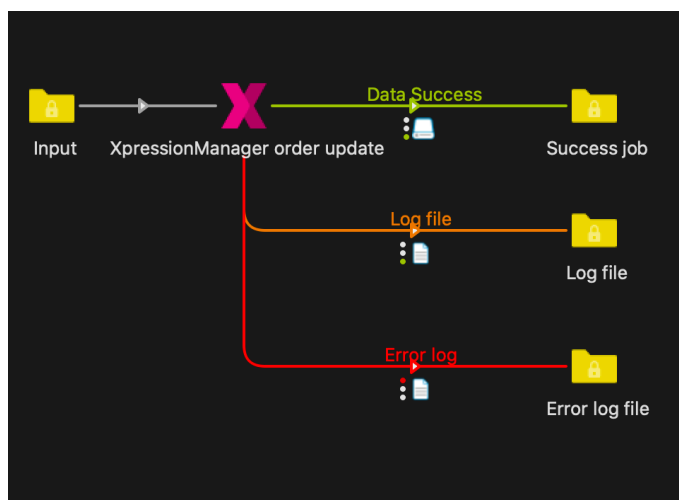 Data Success
Input
XpressionManager order update
Success job
Log file
Log file
Error log
Error log file